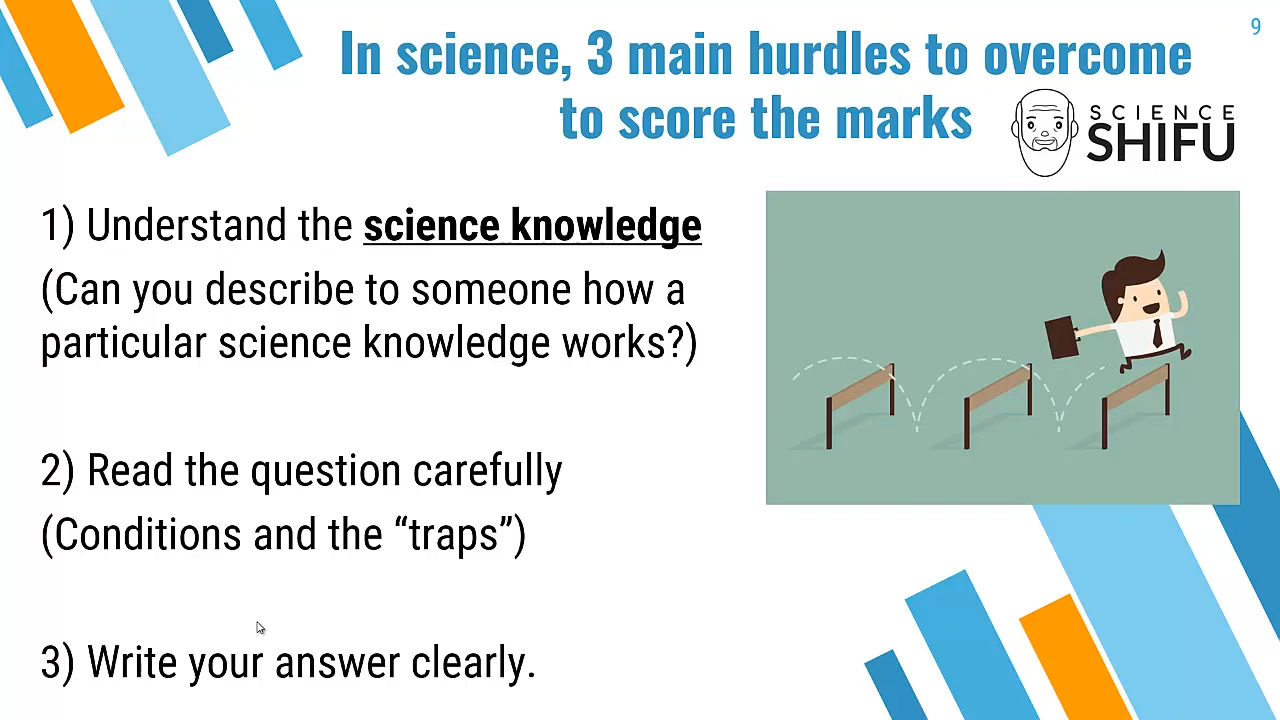 9
In science, 3 main hurdles to overcome
to score the marks
SCIENCE
SHIFU
1) Understand the science knowledge
(Can you describe to someone how a
particular science knowledge works?)
2) Read the question carefully
(Conditions and the “traps”)
3) Write your answer clearly.